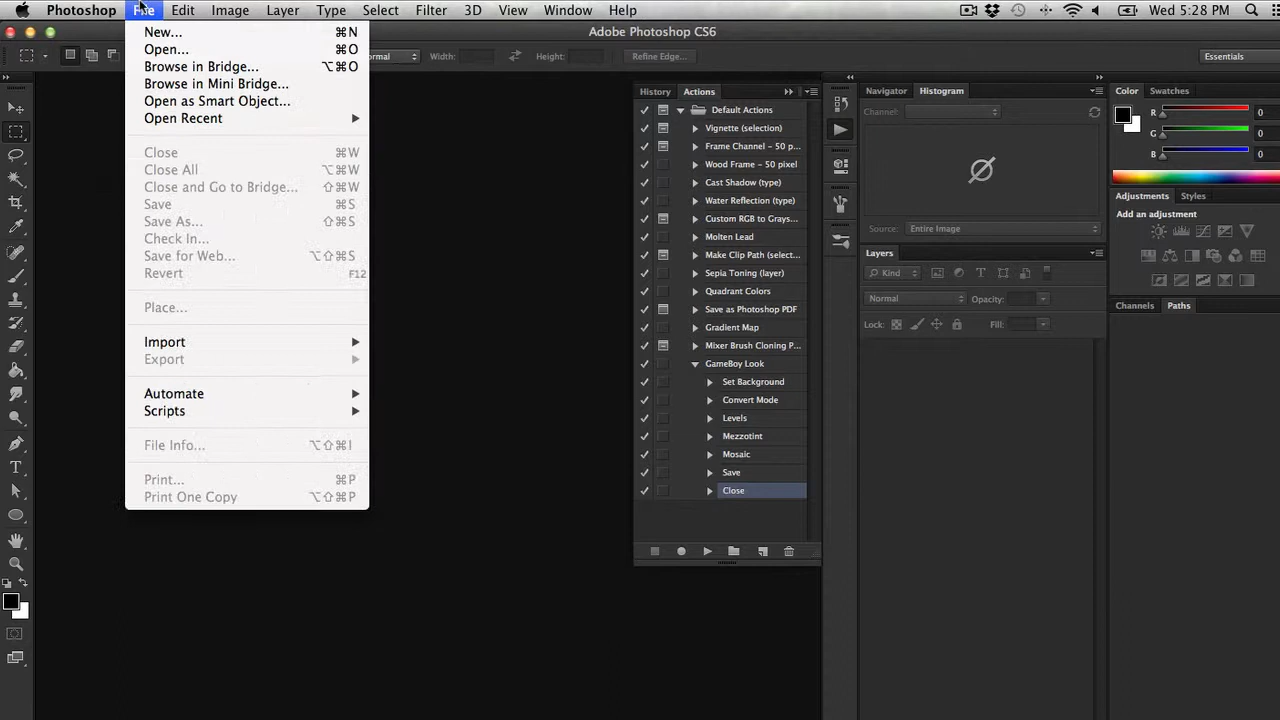 Photoshop File Edit Image Layer Type Select Filter 3D View Window Help Wed 5:28 PM
Adobe Photoshop CS6
Width: Height: Refine Edge... Essentials
New... ⌘N
Open... ⌘O
Browse in Bridge... ⌥⌘O
Browse in Mini Bridge...
Open as Smart Object...
Open Recent
Close ⌘W
Close All ⌥⌘W
Close and Go to Bridge... ⇧⌘W
Save ⌘S
Save As... ⇧⌘S
Check In...
Save for Web... ⌥⇧⌘S
Revert F12
Place...
Import
Export
Automate
Scripts
File Info... ⌥⇧⌘I
Print... ⌘P
Print One Copy ⌥⇧⌘P
History Actions
Default Actions
Vignette (selection)
Frame Channel - 50 p...
Wood Frame - 50 pixel
Cast Shadow (type)
Water Reflection (type)
Custom RGB to Grays...
Molten Lead
Make Clip Path (select...
Sepia Toning (layer)
Quadrant Colors
Save as Photoshop PDF
Gradient Map
Mixer Brush Cloning P...
GameBoy Look
Set Background
Convert Mode
Levels
Mezzotint
Mosaic
Save
Close
Navigator Histogram
Channel:
Source: Entire Image
Layers
Kind
Normal Opacity:
Lock: Fill:
Color Swatches
R 0
G 0
B 0
Adjustments Styles
Add an adjustment
Channels Paths